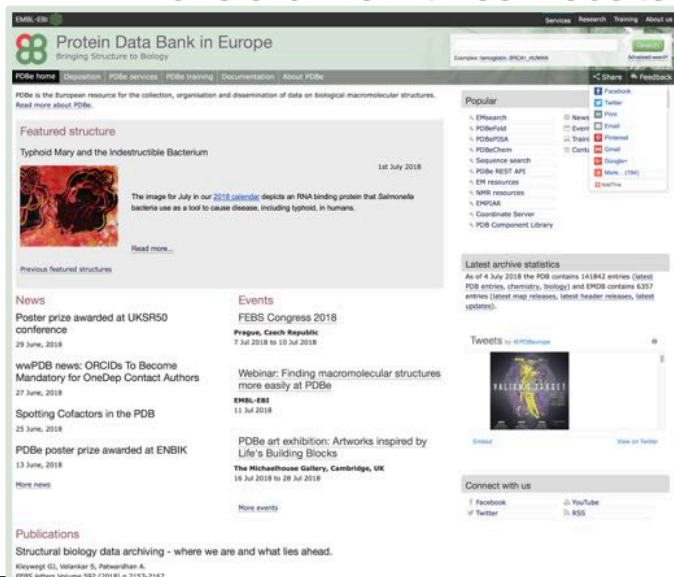 EMBL-EBI
Services Research Training About us
Protein Data Bank in Europe
Bringing Structure to Biology
Search
Examples: hemoglobin, BRCA1_HUMAN
Advanced search
PDBe home Deposition PDBe services PDBe training Documentation About PDBe
Share Feedback
PDBe is the European resource for the collection, organisation and dissemination of data on biological macromolecular structures.
Read more about PDBe.
Featured structure
Typhoid Mary and the Indestructible Bacterium
1st July 2018
The image for July in our 2018 calendar depicts an RNA binding protein that Salmonella
bacteria use as a tool to cause disease, including typhoid, in humans.
Read more...
Previous featured structures
News
Poster prize awarded at UKSR50
conference
29 June, 2018
wwPDB news: ORCIDs To Become
Mandatory for OneDep Contact Authors
27 June, 2018
Spotting Cofactors in the PDB
25 June, 2018
PDBe poster prize awarded at ENBIK
13 June, 2018
More news
Events
FEBS Congress 2018
Prague, Czech Republic
7 Jul 2018 to 10 Jul 2018
Webinar: Finding macromolecular structures
more easily at PDBe
EMBL-EBI
11 Jul 2018
PDBe art exhibition: Artworks inspired by
Life's Building Blocks
The Michaelhouse Gallery, Cambridge, UK
16 Jul 2018 to 28 Jul 2018
More events
Publications
Structural biology data archiving - where we are and what lies ahead.
Kleywegt GJ, Velankar S, Patwardhan A.
FEBS letters Volume 592 (2018) p.2153-2167
Popular
EMsearch
PDBeFold
PDBePISA
PDBeChem
Sequence search
PDBe REST API
EM resources
NMR resources
EMPIAR
Coordinate Server
PDB Component Library
News
Facebook
Twitter
Print
Email
Pinterest
Gmail
Google+
More... (194)
AddThis
Latest archive statistics
As of 4 July 2018 the PDB contains 141842 entries (latest
PDB entries, chemistry, biology) and EMDB contains 6357
entries (latest map releases, latest header releases, latest
updates).
Tweets by @PDBeurope
Embed View on Twitter
Connect with us
Facebook YouTube
Twitter RSS